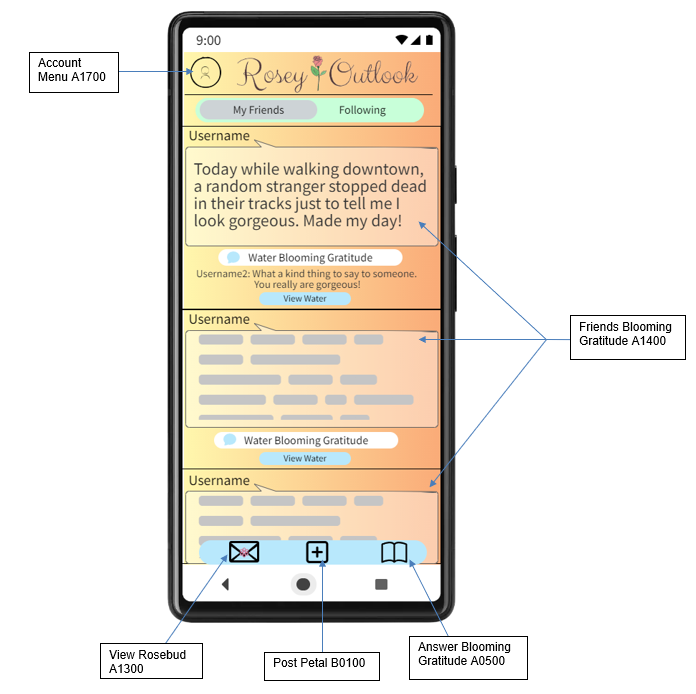 9:00
Account
Menu A1700
Rosey Outlook
My Friends
Following
Username
Today while walking downtown,
a random stranger stopped dead
in their tracks just to tell me I
look gorgeous. Made my day!
Water Blooming Gratitude
Username2: What a kind thing to say to someone.
You really are gorgeous!
View Water
Username
Friends Blooming
Gratitude A1400
Water Blooming Gratitude
View Water
Username
View Rosebud
A1300
Post Petal B0100
Answer Blooming
Gratitude A0500